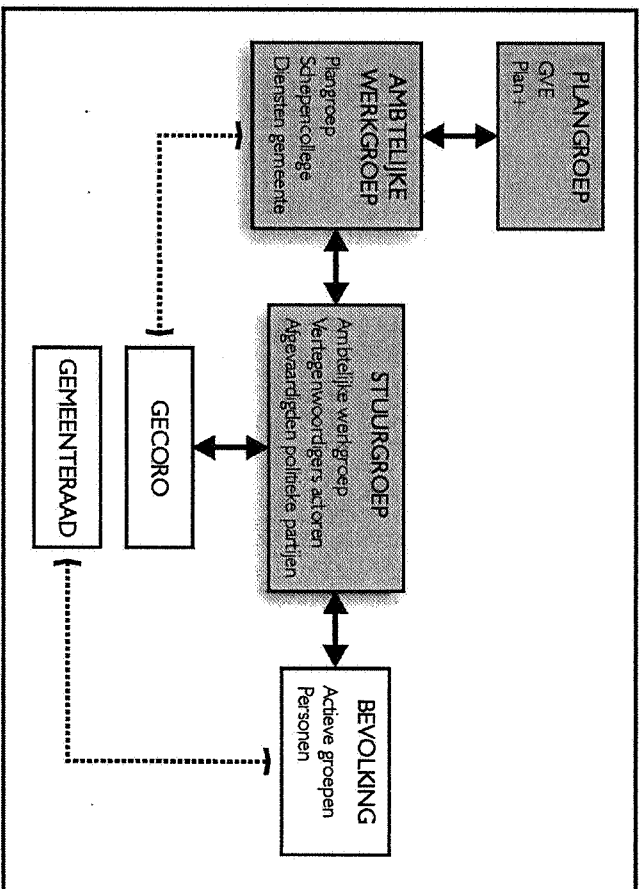 PLANGROEP
GVE
Plan +
AMBTELIJKE
WERKGROEP
Plangroep
Schepencollege
Diensten gemeente
STUURGROEP
Ambtelijke werkgroep
Vertegenwoordigers actoren
Afgevaardigden politieke partijen
BEVOLKING
Actieve groepen
Personen
GECORO
GEMEENTERAAD